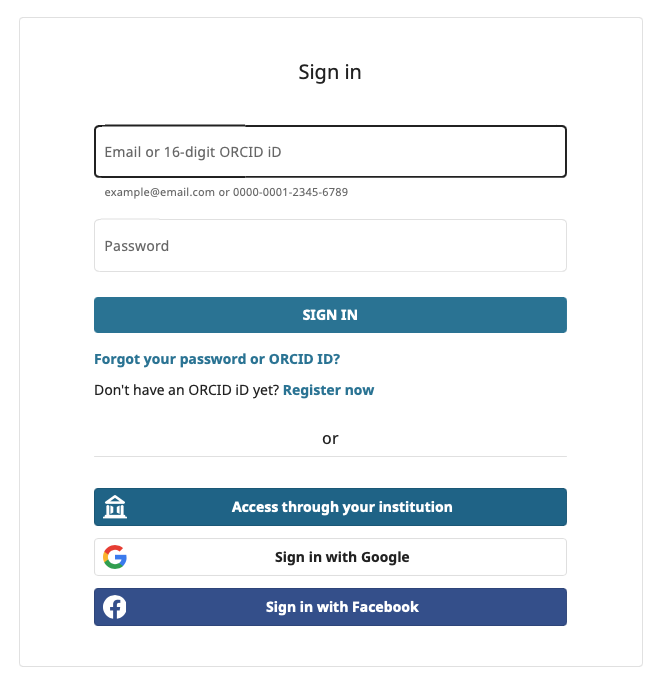 Sign in
Email or 16-digit ORCID iD
example@email.com or 0000-0001-2345-6789
Password
SIGN IN
Forgot your password or ORCID ID?
Don't have an ORCID iD yet? Register now
or
Access through your institution
Sign in with Google
Sign in with Facebook